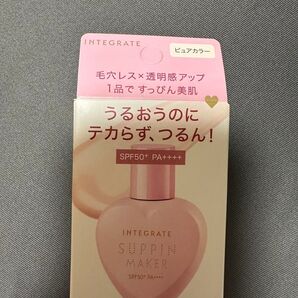 INTEGRATE
ピュアカラー
毛穴レス×透明感アップ
1品で すっぴん美肌
うるおうのに
テカらず、つるん!
SPF50+ PA++++
INTEGRATE
SUPPIN
MAKER
SPF50+ PA++++